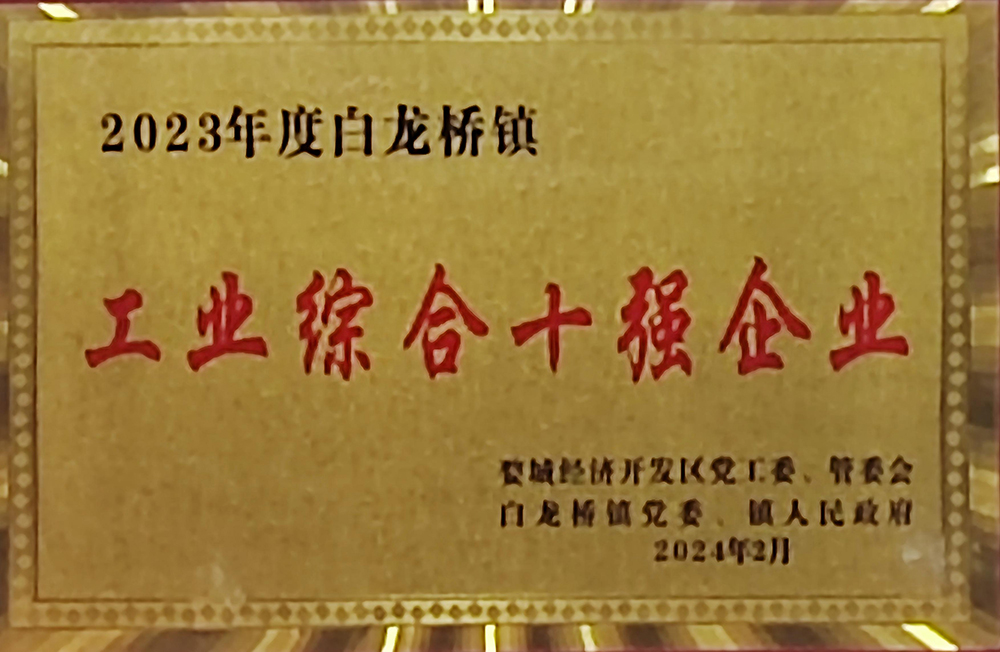 2023年度白龙桥镇
工业综合十强企业
婺城经济开发区党工委、管委会
白龙桥镇党委、镇人民政府
2024年2月